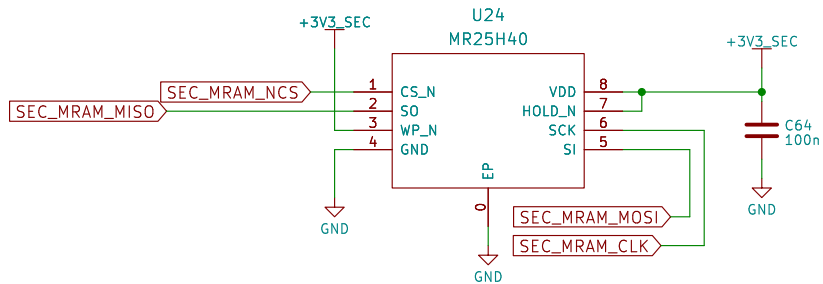 U24
MR25H40
+3V3_SEC
+3V3_SEC
SEC_MRAM_NCS
1
CS_N
VDD
8
SEC_MRAM_MISO
2
SO
HOLD_N
7
3
WP_N
SCK
6
C64
100n
4
GND
SI
5
EP
0
GND
SEC_MRAM_MOSI
GND
SEC_MRAM_CLK
GND